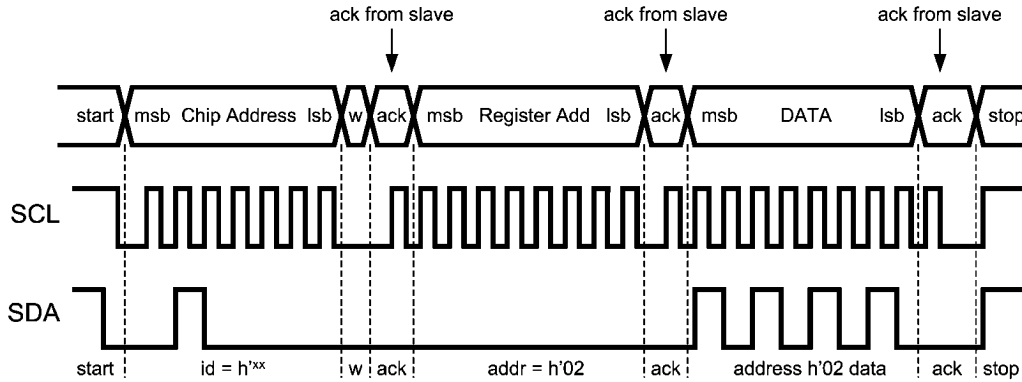 ack from slave ack from slave ack from slave
start msb Chip Address lsb w ack msb Register Add lsb ack msb DATA lsb ack stop
SCL
SDA
start id = h'xx w ack addr = h'02 ack address h'02 data ack stop